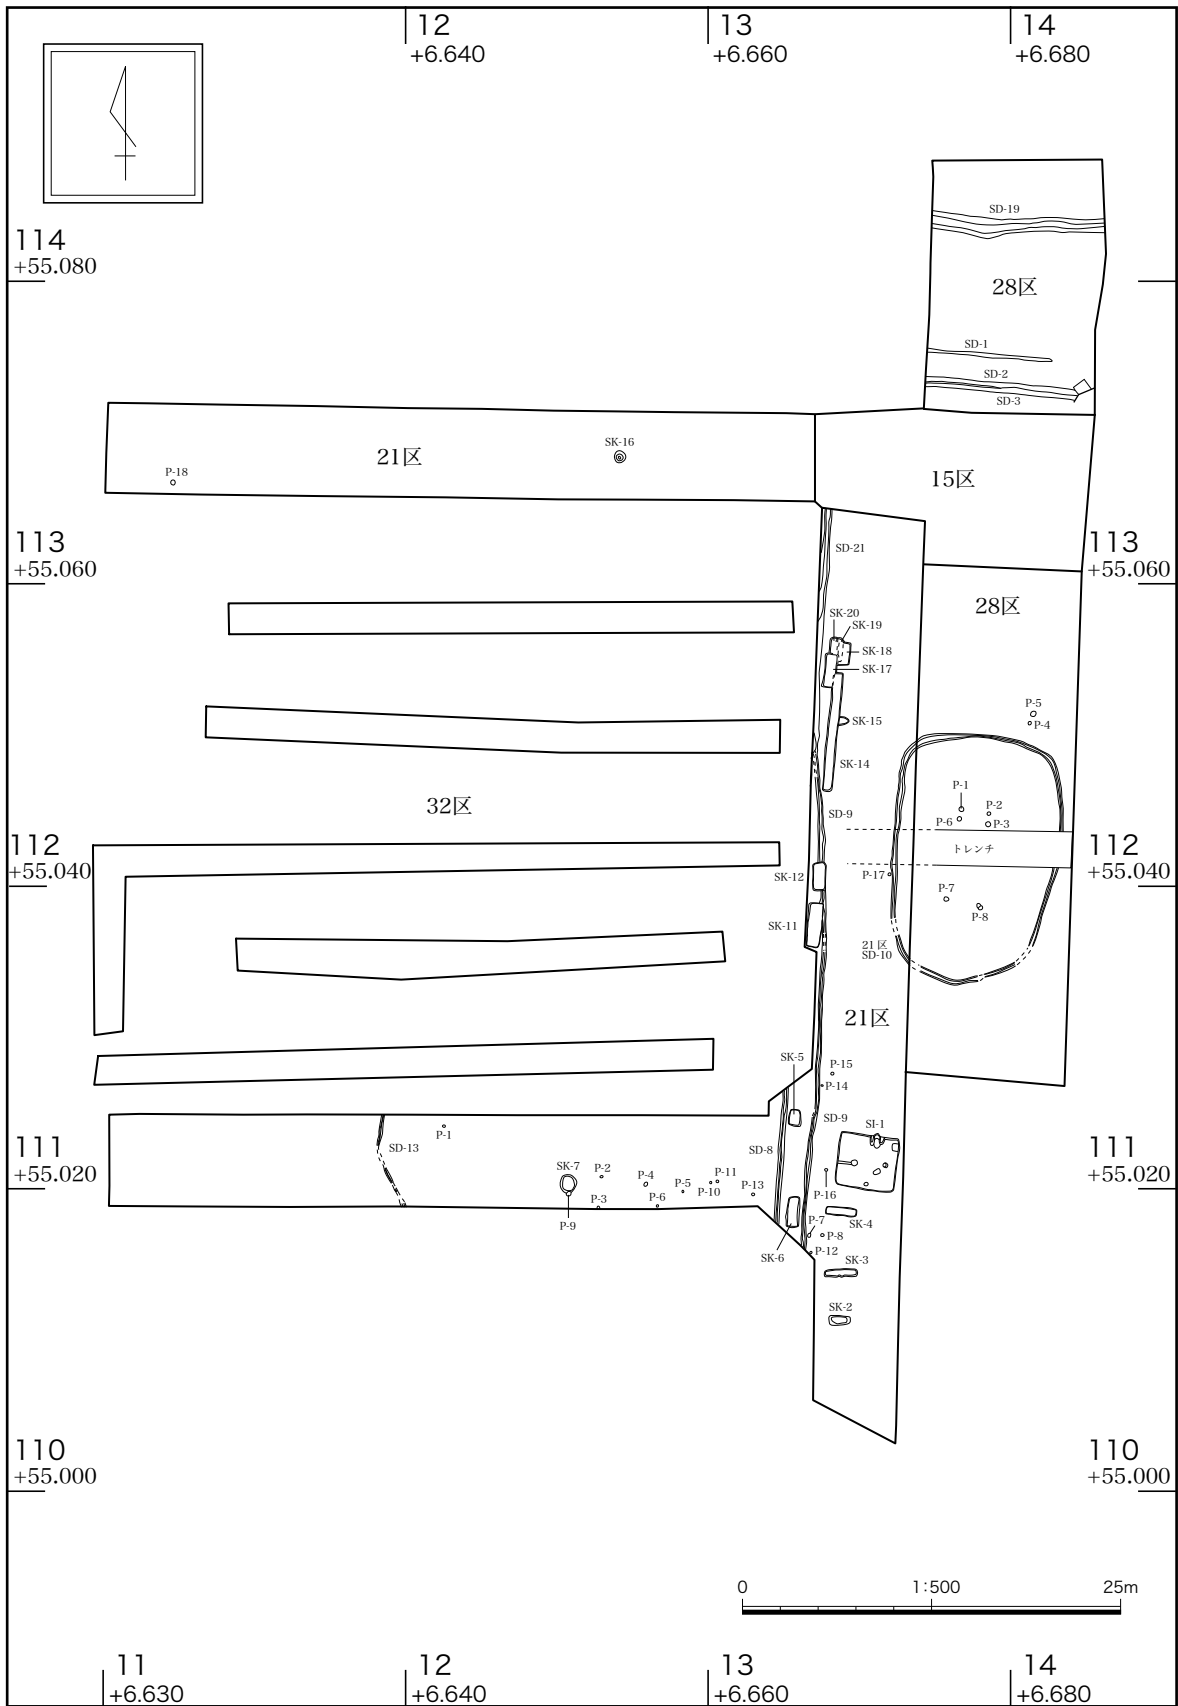 12
+6.640
13
+6.660
14
+6.680
114
+55.080
SD-19
28区
SD-1
SD-2
SD-3
21区
SK-16
P-18
15区
113
+55.060
113
+55.060
SD-21
28区
SK-20
SK-19
SK-18
SK-17
SK-15
SK-14
P-5
P-4
32区
P-1
P-2
P-6
P-3
SD-9
トレンチ
112
+55.040
112
+55.040
SK-12
P-17
P-7
P-8
SK-11
21区
SD-10
21区
SK-5
P-15
P-14
SD-9
SI-1
111
+55.020
111
+55.020
P-1
SD-13
SD-8
SK-7
P-2
P-4
P-5
P-11
P-10
P-13
P-3
P-6
P-9
P-16
SK-4
P-7
P-8
P-12
SK-6
SK-3
SK-2
110
+55.000
110
+55.000
0
1:500
25m
11
+6.630
12
+6.640
13
+6.660
14
+6.680